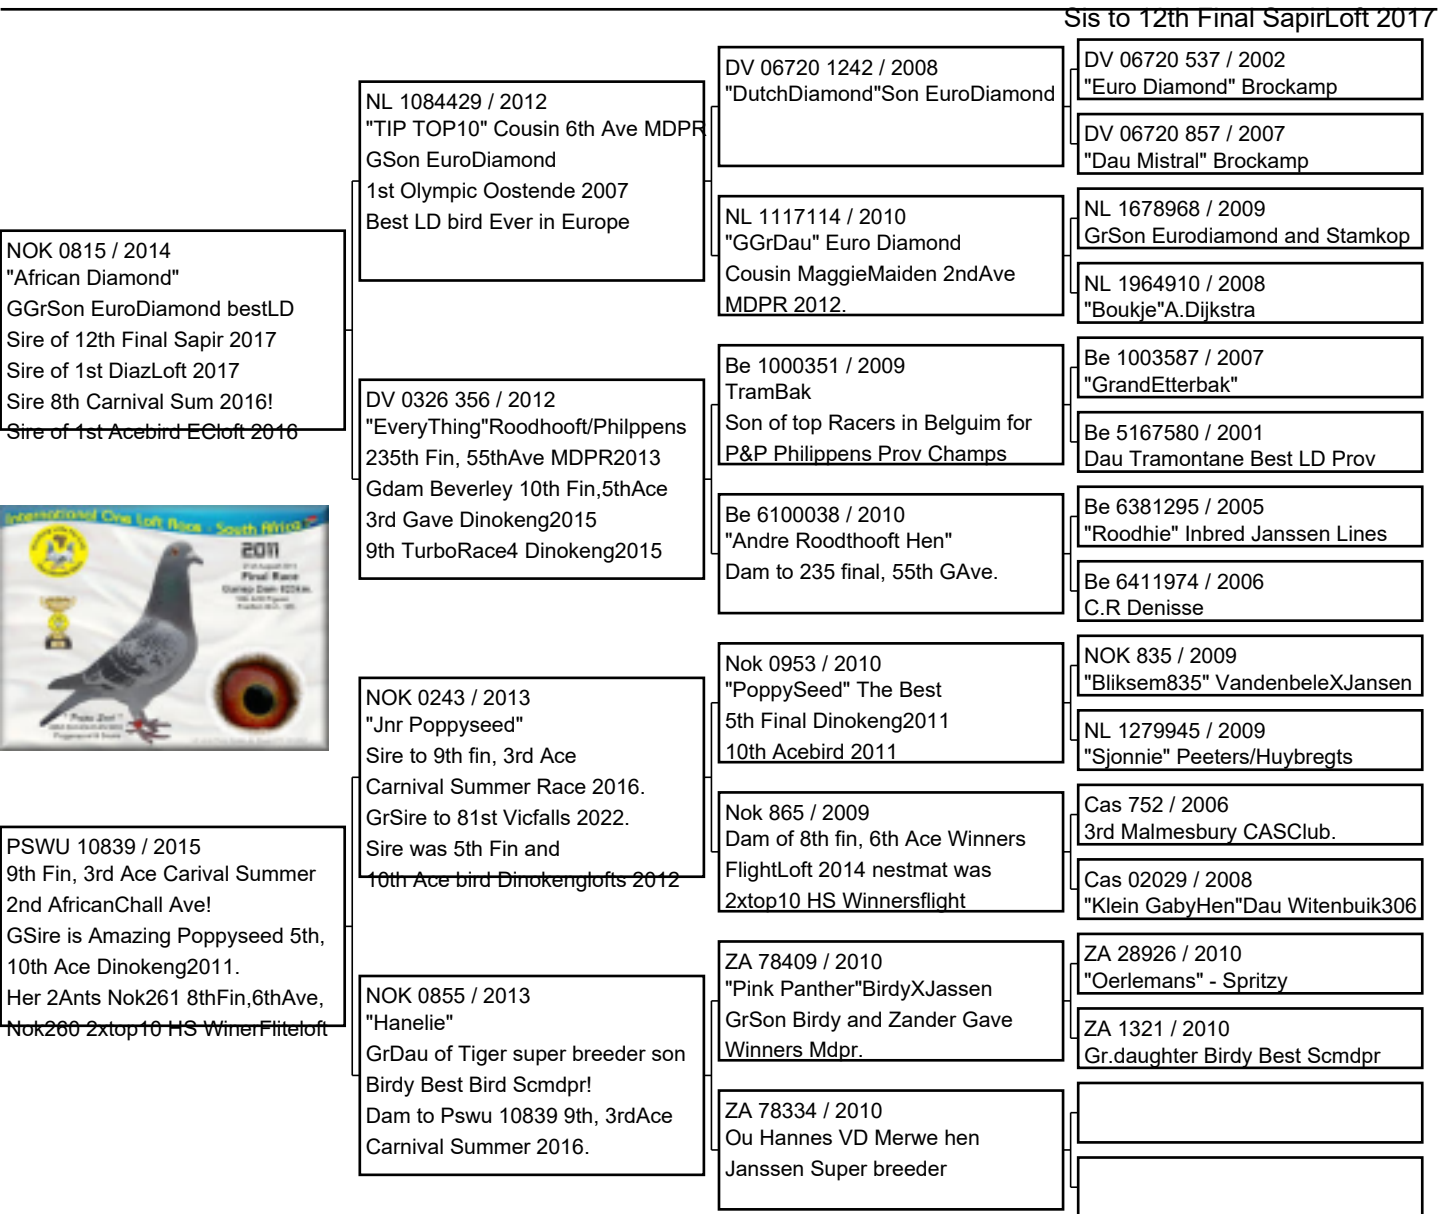 Sis to 12th Final SapirLoft 2017
NOK 0815 / 2014
"African Diamond"
GGrSon EuroDiamond bestLD
Sire of 12th Final Sapir 2017
Sire of 1st DiazLoft 2017
Sire 8th Carnival Sum 2016!
Sire of 1st Acebird ECloft 2016
International One Loft Race - South Africa
2011
Final Race
PSWU 10839 / 2015
9th Fin, 3rd Ace Carival Summer
2nd AfricanChall Ave!
GSire is Amazing Poppyseed 5th,
10th Ace Dinokeng2011.
Her 2Ants Nok261 8thFin,6thAve,
Nok260 2xtop10 HS WinerFliteloft
NL 1084429 / 2012
"TIP TOP10" Cousin 6th Ave MDPR
GSon EuroDiamond
1st Olympic Oostende 2007
Best LD bird Ever in Europe
DV 0326 356 / 2012
"EveryThing"Roodhooft/Philppens
235th Fin, 55thAve MDPR2013
Gdam Beverley 10th Fin,5thAce
3rd Gave Dinokeng2015
9th TurboRace4 Dinokeng2015
NOK 0243 / 2013
"Jnr Poppyseed"
Sire to 9th fin, 3rd Ace
Carnival Summer Race 2016.
GrSire to 81st Vicfalls 2022.
Sire was 5th Fin and
10th Ace bird Dinokenglofts 2012
NOK 0855 / 2013
"Hanelie"
GrDau of Tiger super breeder son
Birdy Best Bird Scmdpr!
Dam to Pswu 10839 9th, 3rdAce
Carnival Summer 2016.
DV 06720 1242 / 2008
"DutchDiamond"Son EuroDiamond
NL 1117114 / 2010
"GGrDau" Euro Diamond
Cousin MaggieMaiden 2ndAve
MDPR 2012.
Be 1000351 / 2009
TramBak
Son of top Racers in Belguim for
P&P Philippens Prov Champs
Be 6100038 / 2010
"Andre Roodthooft Hen"
Dam to 235 final, 55th GAve.
Nok 0953 / 2010
"PoppySeed" The Best
5th Final Dinokeng2011
10th Acebird 2011
Nok 865 / 2009
Dam of 8th fin, 6th Ace Winners
FlightLoft 2014 nestmat was
2xtop10 HS Winnersflight
ZA 78409 / 2010
"Pink Panther"BirdyXJassen
GrSon Birdy and Zander Gave
Winners Mdpr.
ZA 78334 / 2010
Ou Hannes VD Merwe hen
Janssen Super breeder
DV 06720 537 / 2002
"Euro Diamond" Brockamp
DV 06720 857 / 2007
"Dau Mistral" Brockamp
NL 1678968 / 2009
GrSon Eurodiamond and Stamkop
NL 1964910 / 2008
"Boukje"A.Dijkstra
Be 1003587 / 2007
"GrandEtterbak"
Be 5167580 / 2001
Dau Tramontane Best LD Prov
Be 6381295 / 2005
"Roodhie" Inbred Janssen Lines
Be 6411974 / 2006
C.R Denisse
NOK 835 / 2009
"Bliksem835" VandenbeleXJansen
NL 1279945 / 2009
"Sjonnie" Peeters/Huybregts
Cas 752 / 2006
3rd Malmesbury CASClub.
Cas 02029 / 2008
"Klein GabyHen"Dau Witenbuik306
ZA 28926 / 2010
"Oerlemans" - Spritzy
ZA 1321 / 2010
Gr.daughter Birdy Best Scmdpr